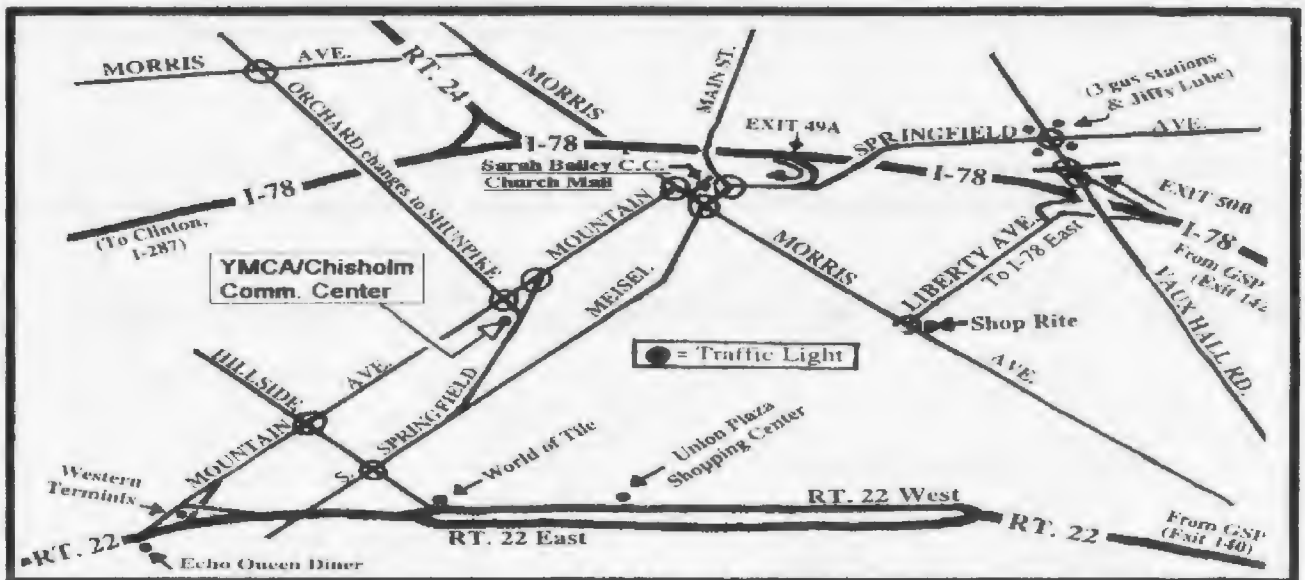 MORRIS AVE.
RT. 24
MORRIS
MAIN ST.
(3 gas stations
& Jiffy Lube)
EXIT 49A
SPRINGFIELD AVE.
ORCHARD changes to SHUNPIKE
I-78
Sarah Bailey C.C.
Church Mall
I-78
EXIT 50B
I-78
(To Clinton,
I-287)
MOUNTAIN
I-78
From GSP
(Exit 142
YMCA/Chisholm
Comm. Center
MEISEL
MORRIS
LIBERTY AVE.
To I-78 East
VAUXHALL RD.
Shop Rite
= Traffic Light
AVE.
HILLSIDE
AVE.
MOUNTAIN
S. SPRINGFIELD
World of Tile
Union Plaza
Shopping Center
Western
Termints
RT. 22 West
RT. 22
RT. 22 East
RT. 22
From GSP
(Exit 140)
Echo Queen Diner